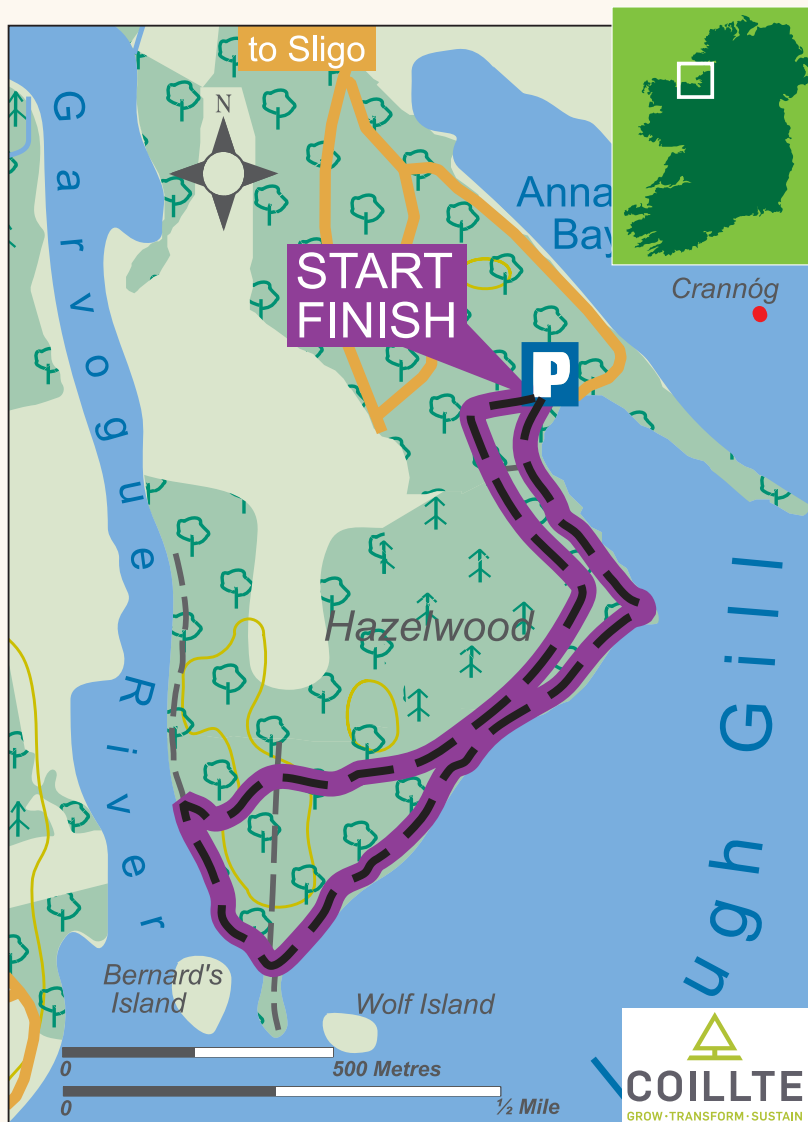 to Sligo
N
Garvogue River
Anna
Bay
Crannóg
START
FINISH
P
Hazelwood
ugh Gill
Bernard's
Island
Wolf Island
0
500 Metres
0
½ Mile
COILLTE
GROW·TRANSFORM·SUSTAIN